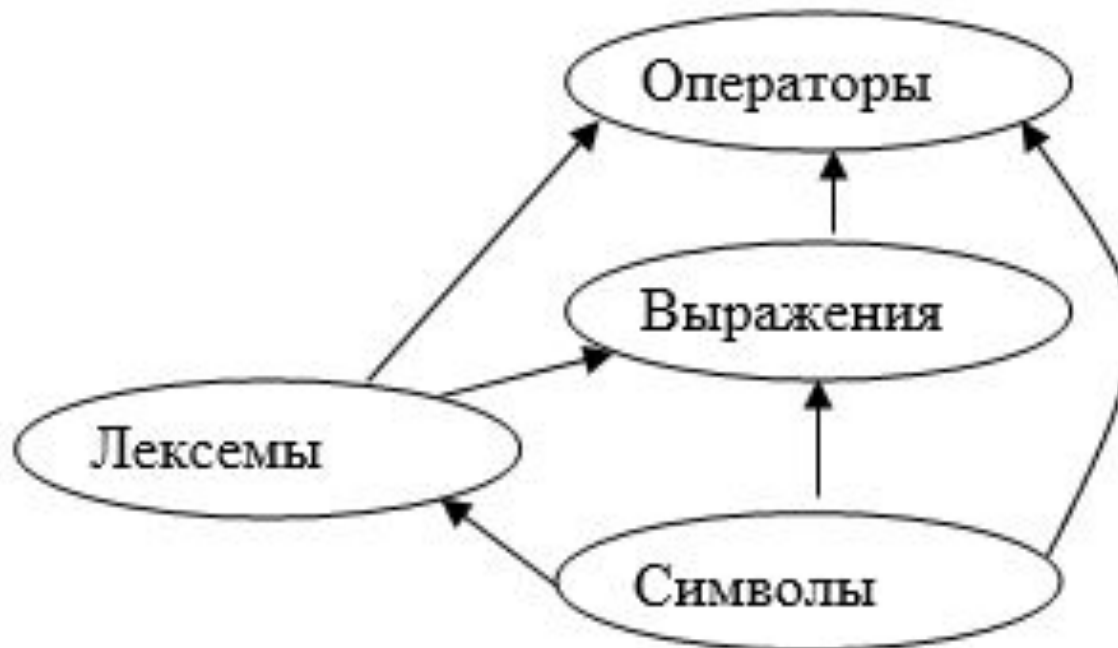 Операторы
Выражения
Лексемы
Символы